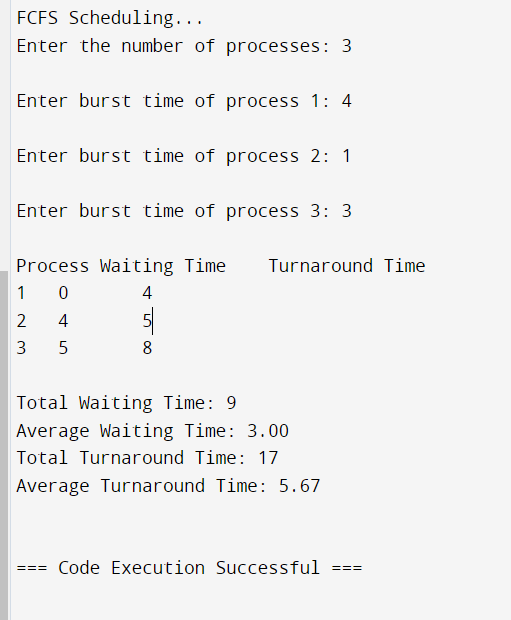 FCFS Scheduling...
Enter the number of processes: 3
Enter burst time of process 1: 4
Enter burst time of process 2: 1
Enter burst time of process 3: 3
Process Waiting Time    Turnaround Time
1   0       4
2   4       5
3   5       8
Total Waiting Time: 9
Average Waiting Time: 3.00
Total Turnaround Time: 17
Average Turnaround Time: 5.67
=== Code Execution Successful ===